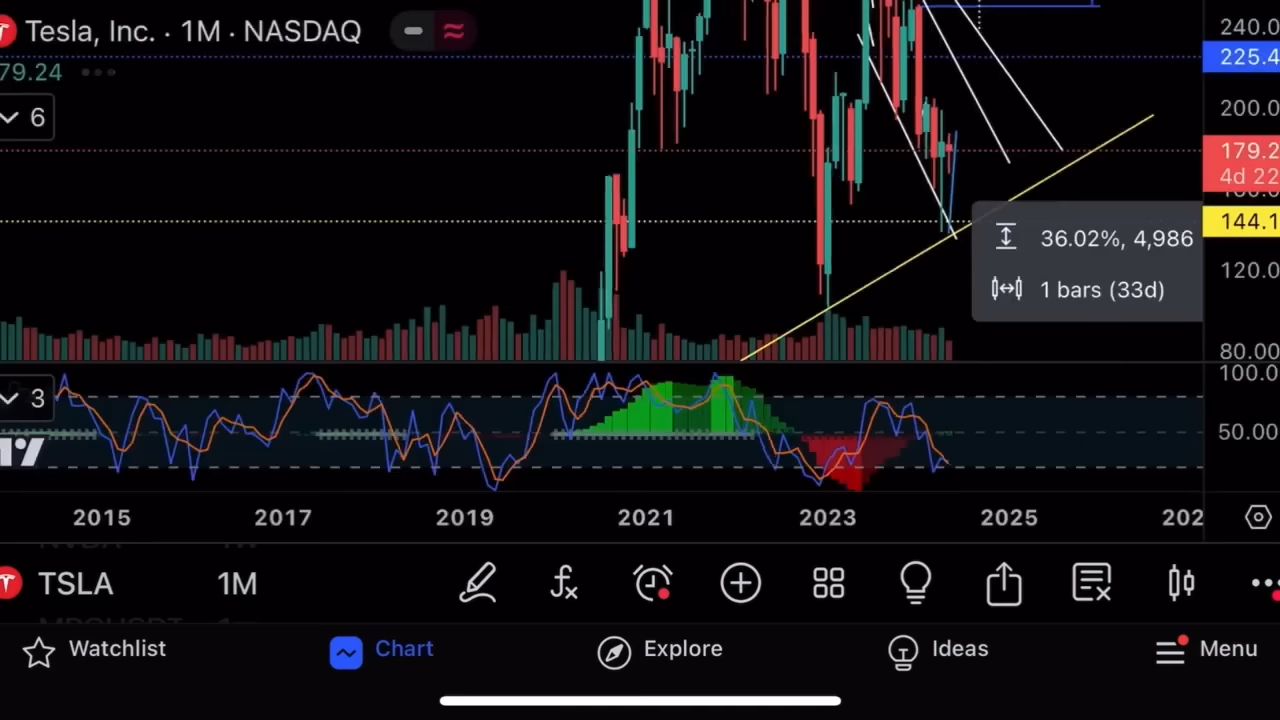 Tesla, Inc. · 1M · NASDAQ
79.24
6
240.0
225.4
200.0
179.2
4d 22
144.1
36.02%, 4,986
1 bars (33d)
120.0
80.00
100.0
3
50.00
2015 2017 2019 2021 2023 2025 202
TSLA 1M
Watchlist Chart Explore Ideas Menu